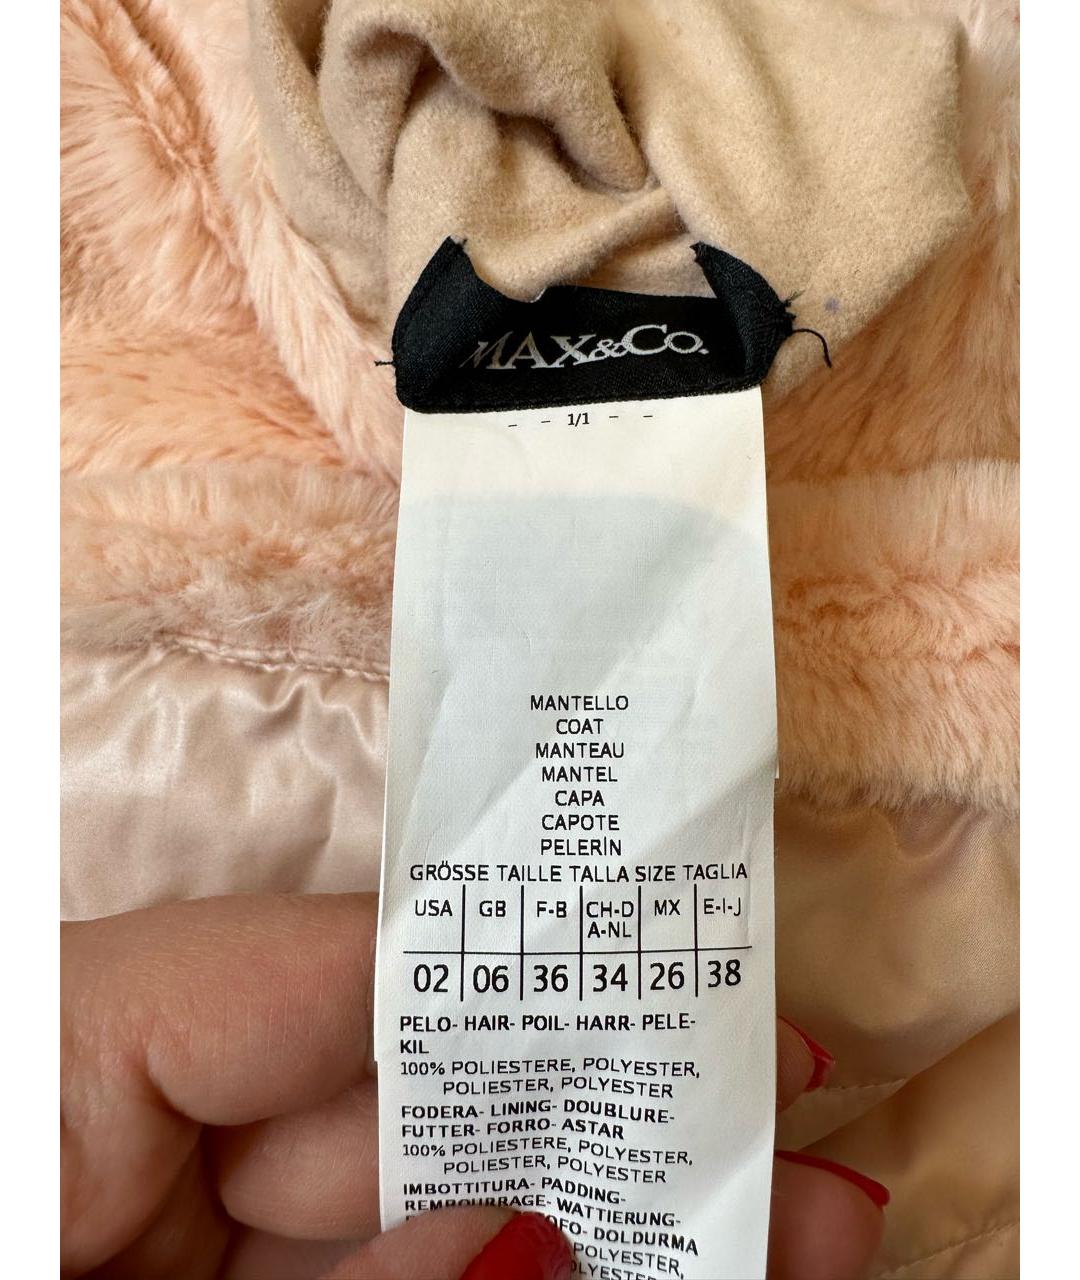 MAX&Co.
– – 1/1 – –
MANTELLO
COAT
MANTEAU
MANTEL
CAPA
CAPOTE
PELERİN
GRÖSSE TAILLE TALLA SIZE TAGLIA
USA GB F-B CH-D A-NL MX E-I-J
02 06 36 34 26 38
PELO- HAIR- POIL- HARR- PELE-
KIL
100% POLIESTERE, POLYESTER,
POLIESTER, POLYESTER
FODERA- LINING- DOUBLURE-
FUTTER- FORRO- ASTAR
100% POLIESTERE, POLYESTER,
POLIESTER, POLYESTER
IMBOTTITURA- PADDING-
REMBOURRAGE- WATTIERUNG-
DOLDURMA
POLYESTER,